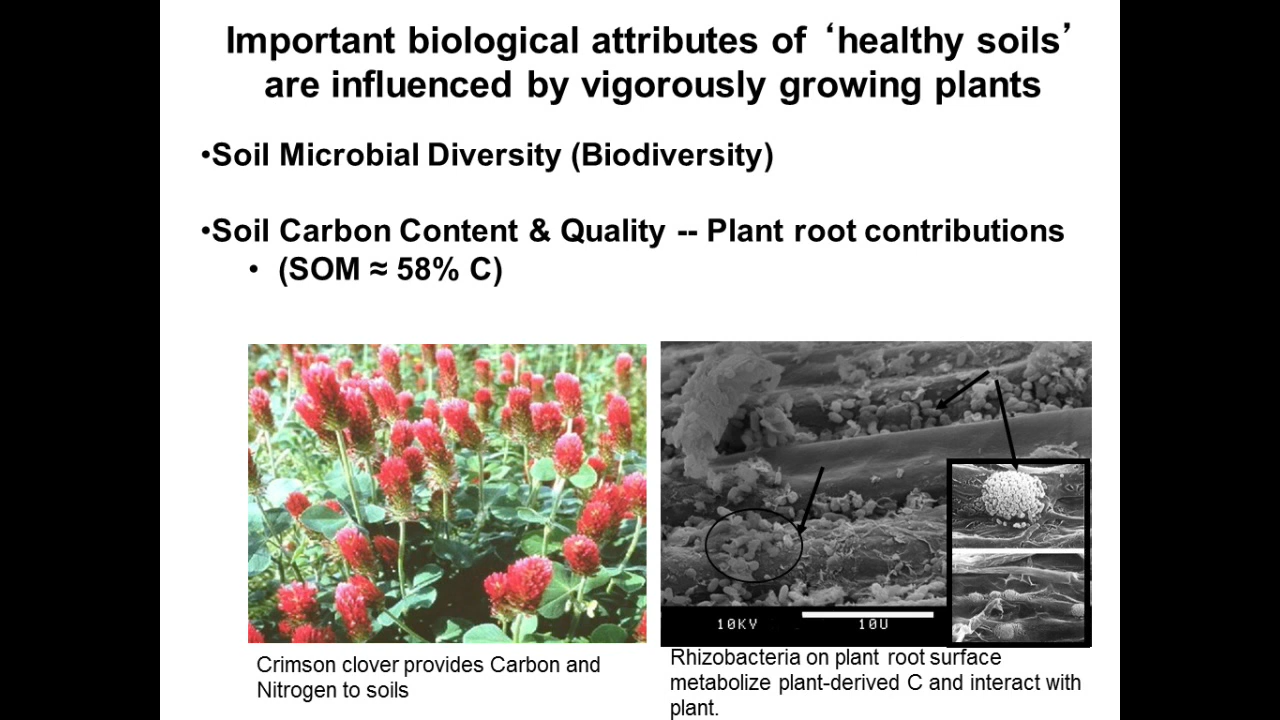 Important biological attributes of ‘healthy soils’
are influenced by vigorously growing plants
•Soil Microbial Diversity (Biodiversity)
•Soil Carbon Content & Quality -- Plant root contributions
• (SOM ≈ 58% C)
10KV 10U
Crimson clover provides Carbon and
Nitrogen to soils
Rhizobacteria on plant root surface
metabolize plant-derived C and interact with
plant.